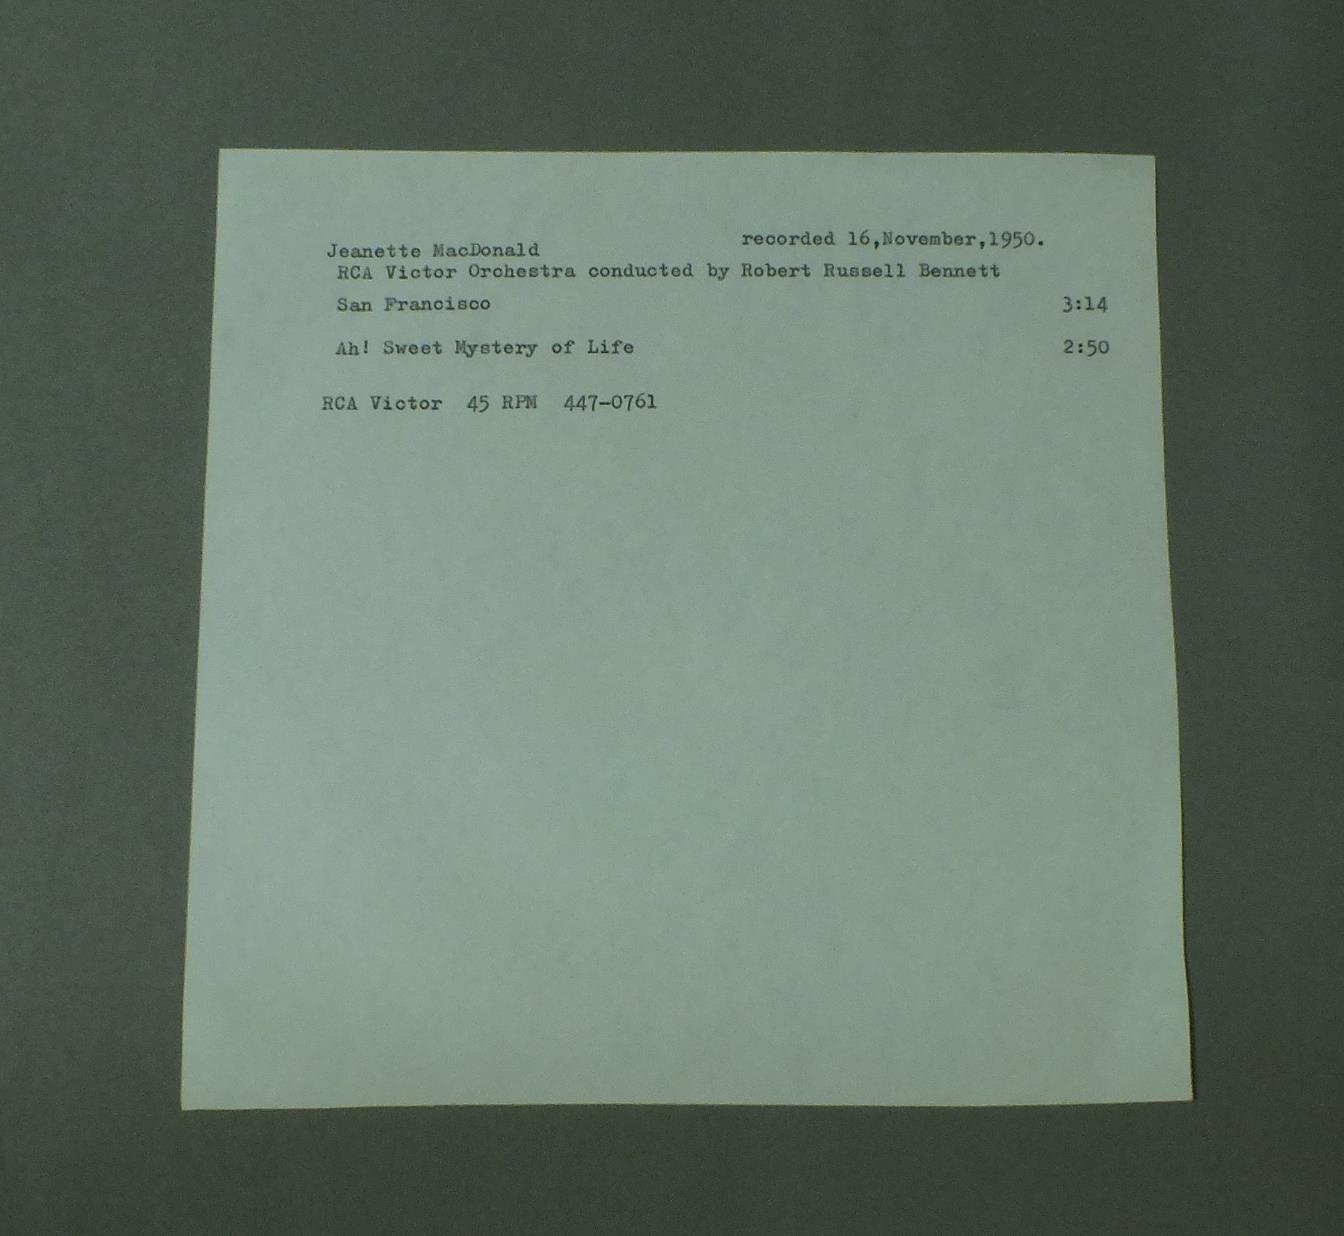 Jeanette MacDonald recorded 16,November,1950.
RCA Victor Orchestra conducted by Robert Russell Bennett
San Francisco 3:14
Ah! Sweet Mystery of Life 2:50
RCA Victor 45 RPM 447-0761